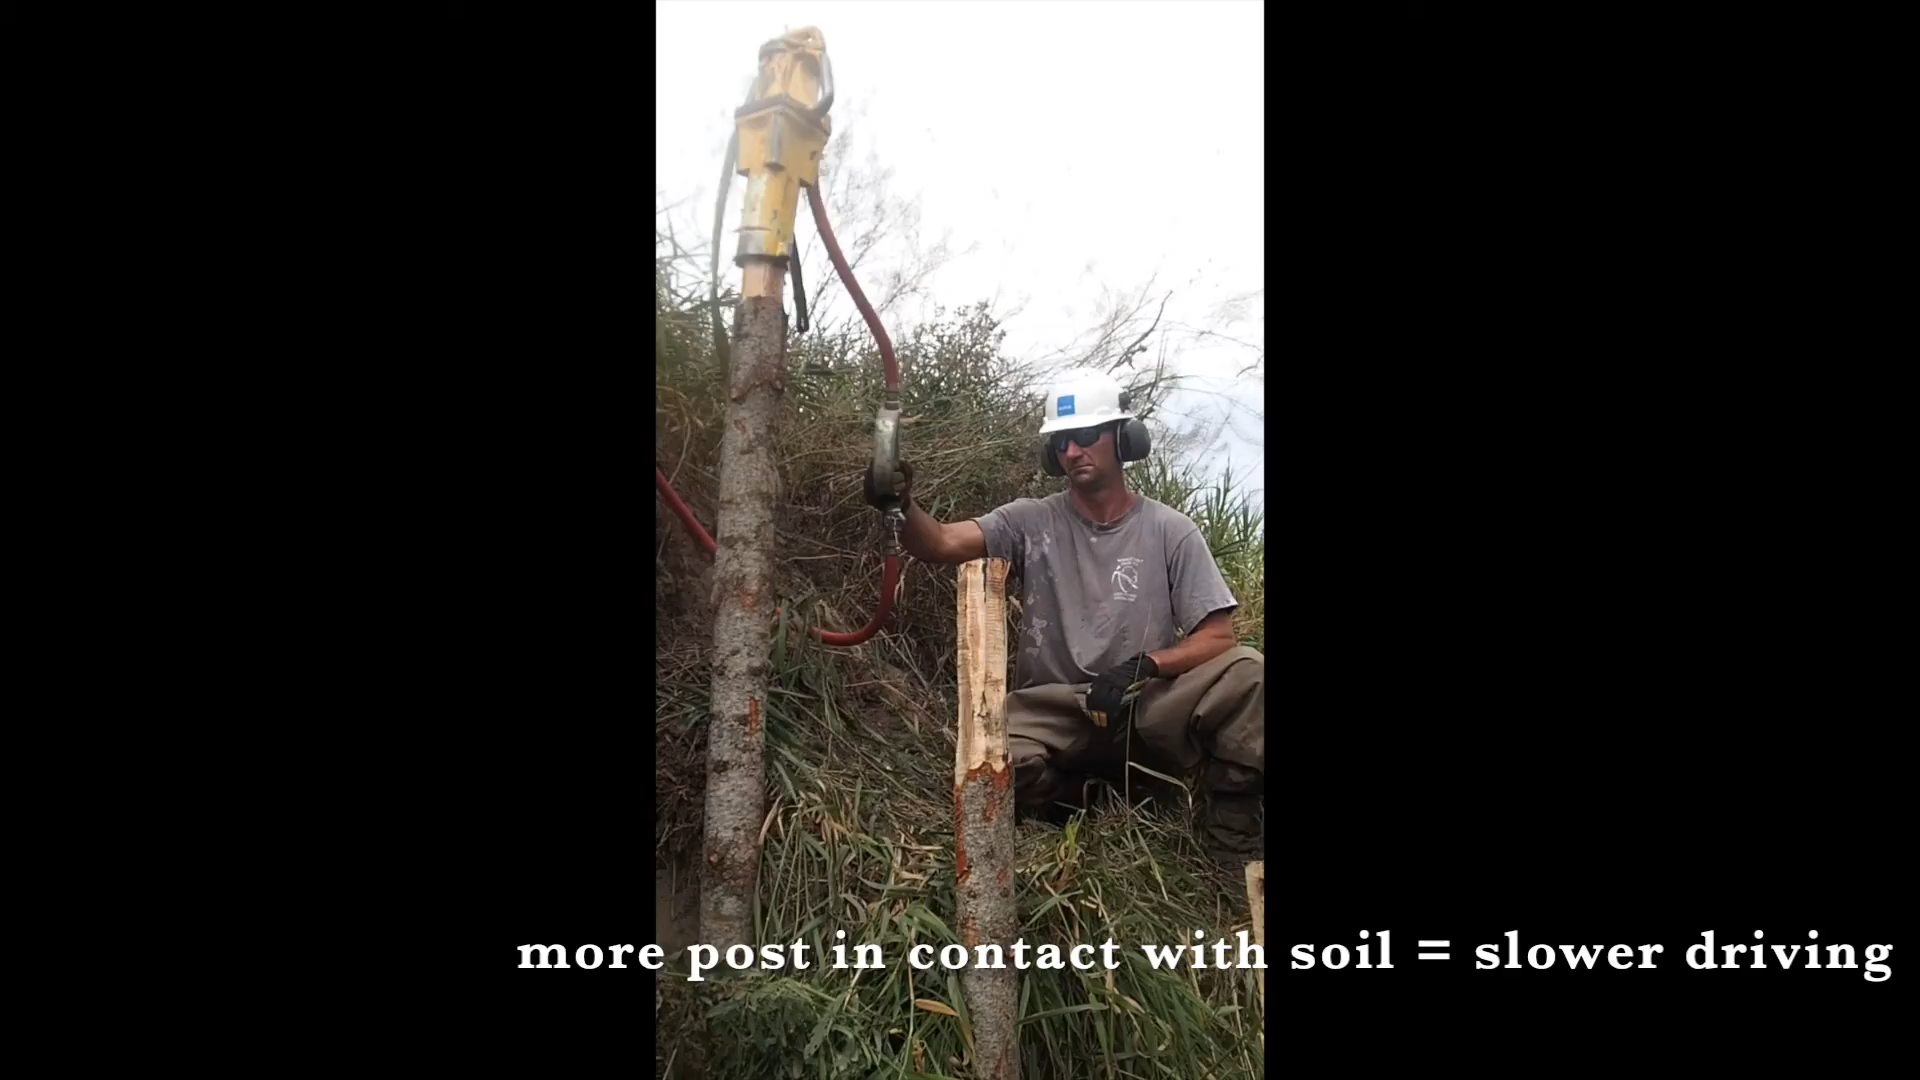 more post in contact with soil = slower driving